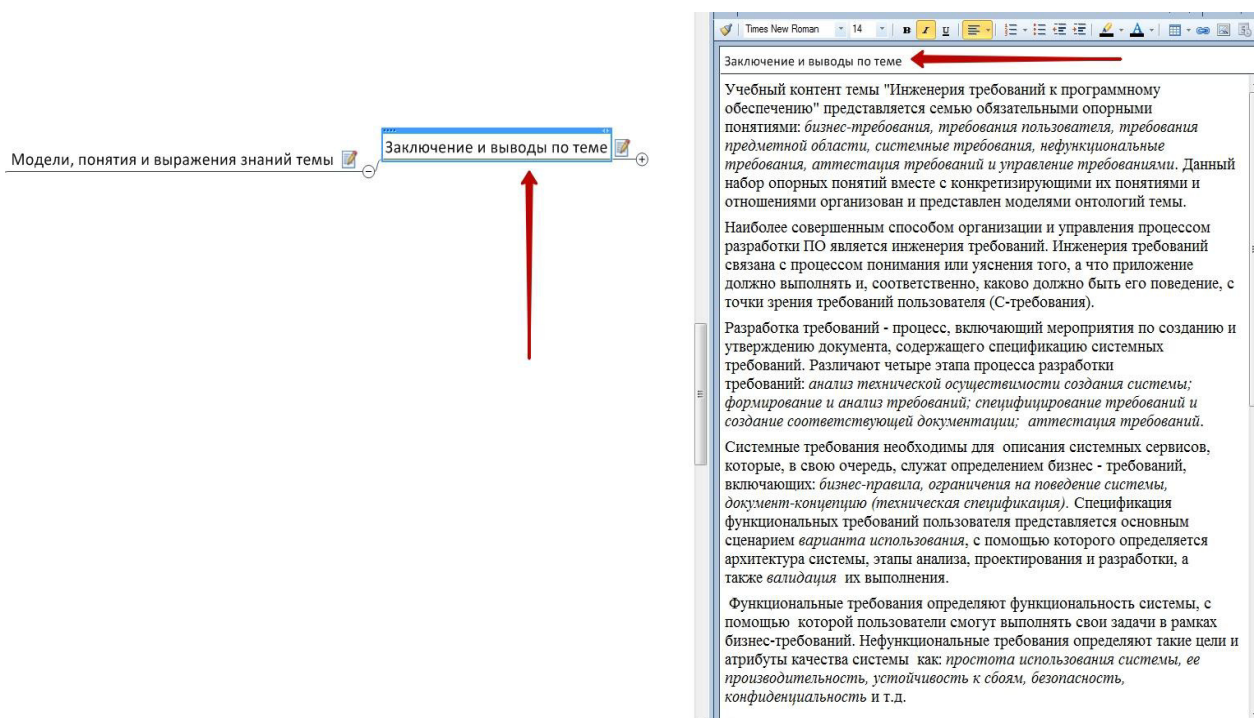 Модели, понятия и выражения знаний темы
Заключение и выводы по теме
Times New Roman 14 B I U A
Заключение и выводы по теме
Учебный контент темы "Инженерия требований к программному
обеспечению" представляется семью обязательными опорными
понятиями: бизнес-требования, требования пользователя, требования
предметной области, системные требования, нефункциональные
требования, аттестация требований и управление требованиями. Данный
набор опорных понятий вместе с конкретизирующими их понятиями и
отношениями организован и представлен моделями онтологий темы.
Наиболее совершенным способом организации и управления процессом
разработки ПО является инженерия требований. Инженерия требований
связана с процессом понимания или уяснения того, а что приложение
должно выполнять и, соответственно, каково должно быть его поведение, с
точки зрения требований пользователя (С-требования).
Разработка требований - процесс, включающий мероприятия по созданию и
утверждению документа, содержащего спецификацию системных
требований. Различают четыре этапа процесса разработки
требований: анализ технической осуществимости создания системы;
формирование и анализ требований; специфицирование требований и
создание соответствующей документации; аттестация требований.
Системные требования необходимы для описания системных сервисов,
которые, в свою очередь, служат определением бизнес - требований,
включающих: бизнес-правила, ограничения на поведение системы,
документ-концепцию (техническая спецификация). Спецификация
функциональных требований пользователя представляется основным
сценарием варианта использования, с помощью которого определяется
архитектура системы, этапы анализа, проектирования и разработки, а
также валидация их выполнения.
Функциональные требования определяют функциональность системы, с
помощью которой пользователи смогут выполнять свои задачи в рамках
бизнес-требований. Нефункциональные требования определяют такие цели и
атрибуты качества системы как: простота использования системы, ее
производительность, устойчивость к сбоям, безопасность,
конфиденциальность и т.д.